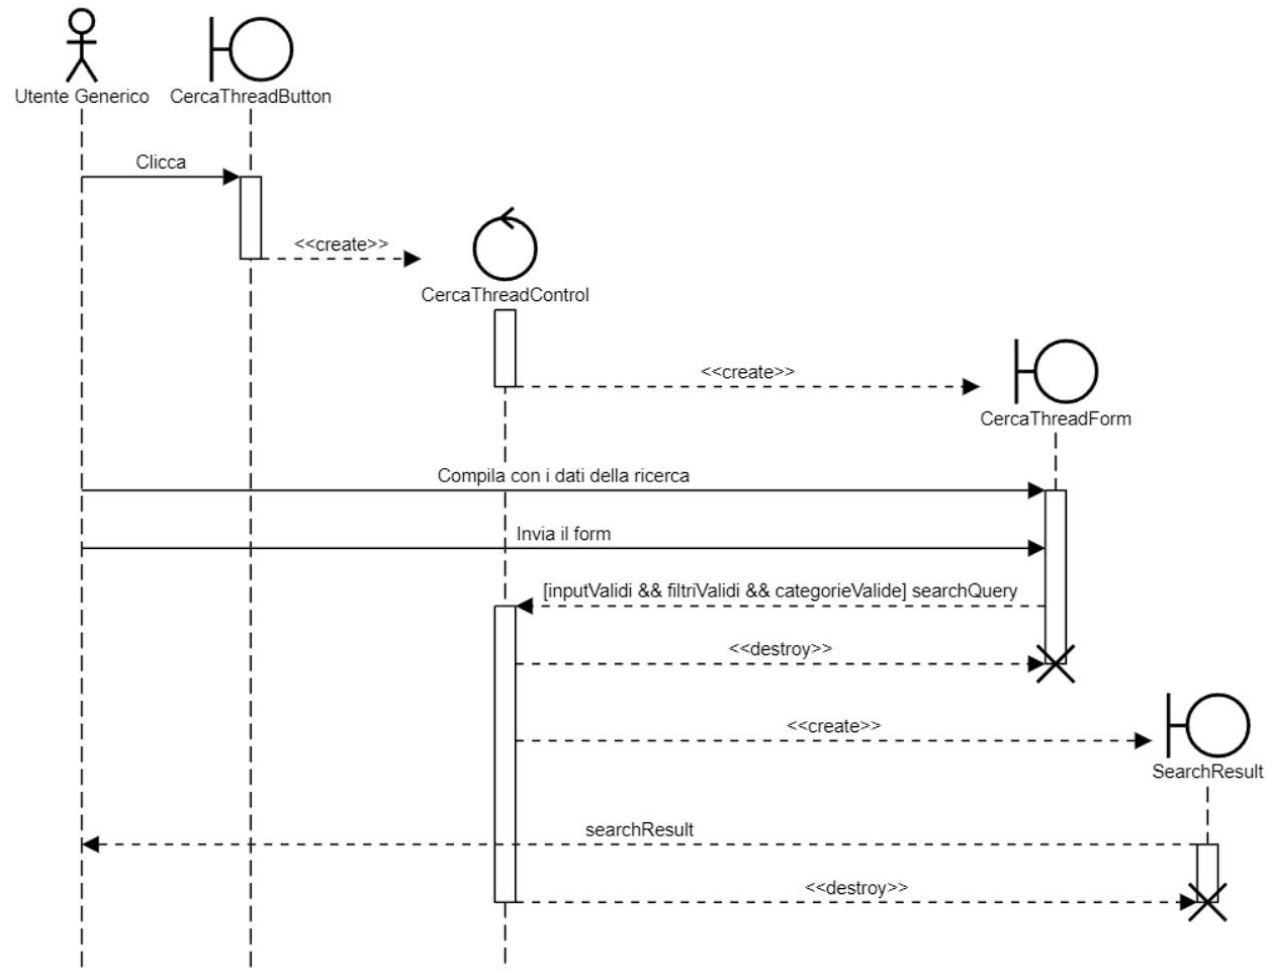 Utente Generico
CercaThreadButton
Clicca
<<create>>
CercaThreadControl
<<create>>
CercaThreadForm
Compila con i dati della ricerca
Invia il form
[inputValidi && filtriValidi && categorieValide] searchQuery
<<destroy>>
<<create>>
SearchResult
searchResult
<<destroy>>